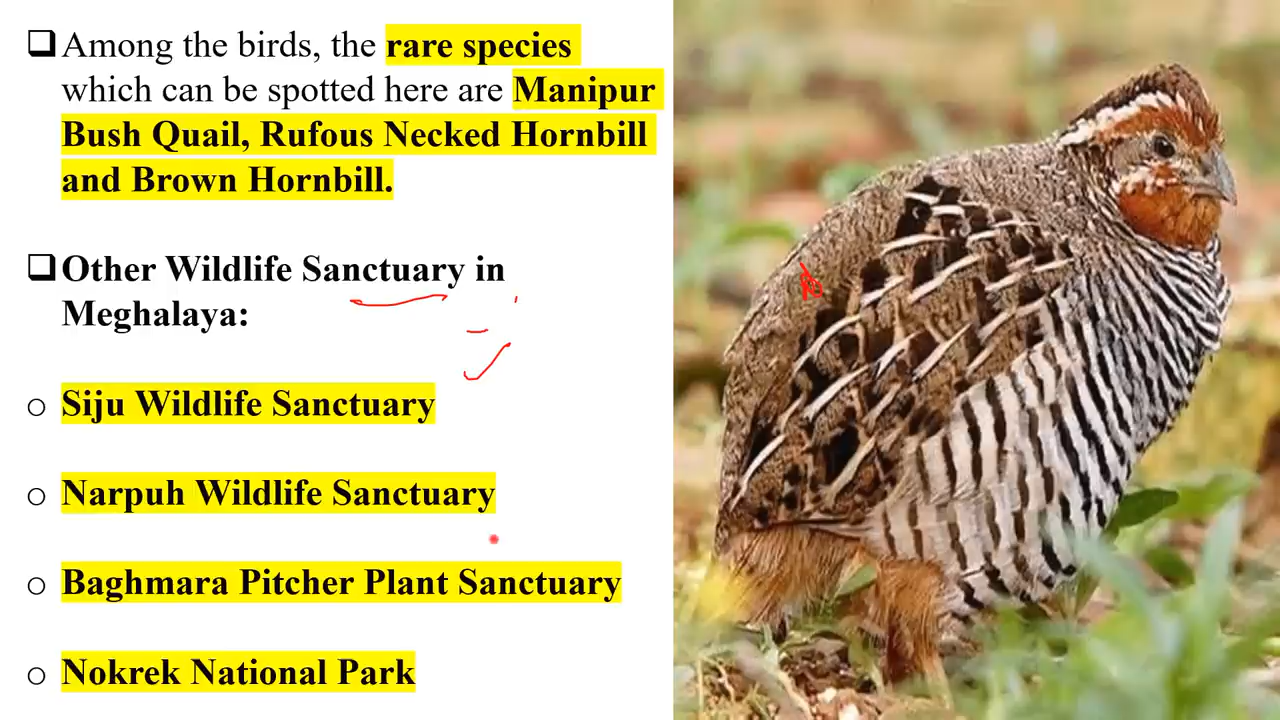 Among the birds, the rare species
which can be spotted here are Manipur
Bush Quail, Rufous Necked Hornbill
and Brown Hornbill.
Other Wildlife Sanctuary in
Meghalaya:
Siju Wildlife Sanctuary
Narpuh Wildlife Sanctuary
Baghmara Pitcher Plant Sanctuary
Nokrek National Park